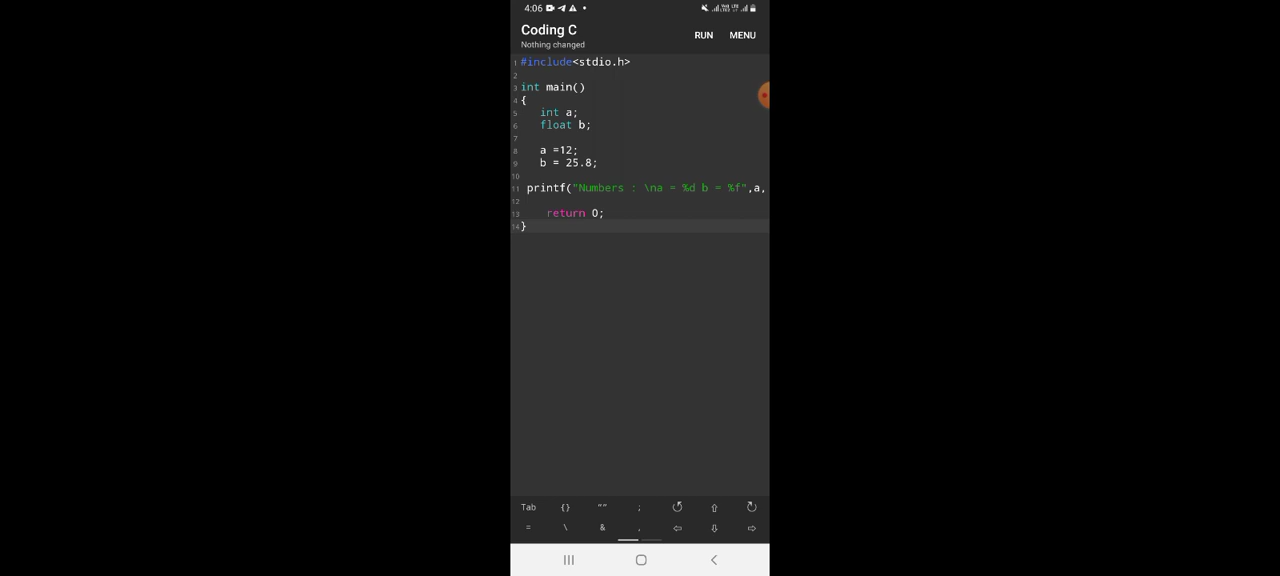 4:06
Coding C
Nothing changed
RUN MENU
1 #include<stdio.h>
2
3 int main()
4 {
5 int a;
6 float b;
7
8 a =12;
9 b = 25.8;
10
11 printf("Numbers : \na = %d b = %f",a,
12
13 return 0;
14 }
Tab {} "" ;
= \ & ,